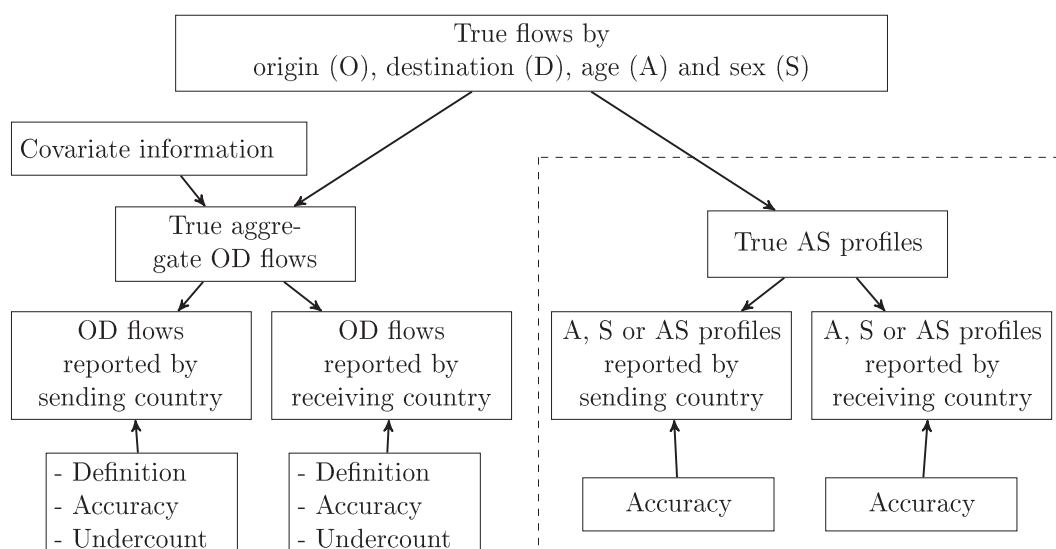 True flows by
origin (O), destination (D), age (A) and sex (S)
Covariate information
True aggre-
gate OD flows
True AS profiles
OD flows
reported by
sending country
OD flows
reported by
receiving country
A, S or AS profiles
reported by
sending country
A, S or AS profiles
reported by
receiving country
- Definition
- Accuracy
- Undercount
- Definition
- Accuracy
- Undercount
Accuracy
Accuracy